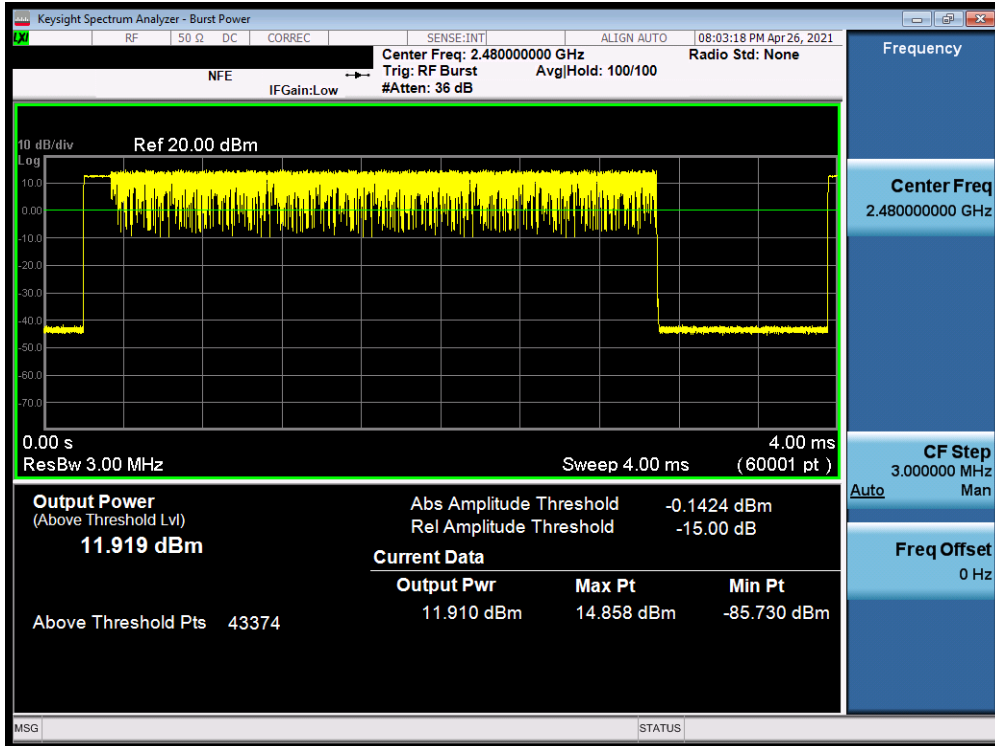 Keysight Spectrum Analyzer - Burst Power
LXI RF 50 Ω DC CORREC SENSE:INT ALIGN AUTO 08:03:18 PM Apr 26, 2021
Center Freq: 2.480000000 GHz Radio Std: None
NFE Trig: RF Burst Avg|Hold: 100/100
IFGain:Low #Atten: 36 dB
Frequency
10 dB/div Ref 20.00 dBm
Log
10.0
0.00
-10.0
-20.0
-30.0
-40.0
-50.0
-60.0
-70.0
0.00 s 4.00 ms
ResBw 3.00 MHz Sweep 4.00 ms (60001 pt )
Center Freq
2.480000000 GHz
CF Step
3.000000 MHz
Auto Man
Freq Offset
0 Hz
Output Power
(Above Threshold Lvl)
11.919 dBm
Above Threshold Pts 43374
Abs Amplitude Threshold -0.1424 dBm
Rel Amplitude Threshold -15.00 dB
Current Data
Output Pwr Max Pt Min Pt
11.910 dBm 14.858 dBm -85.730 dBm
MSG STATUS